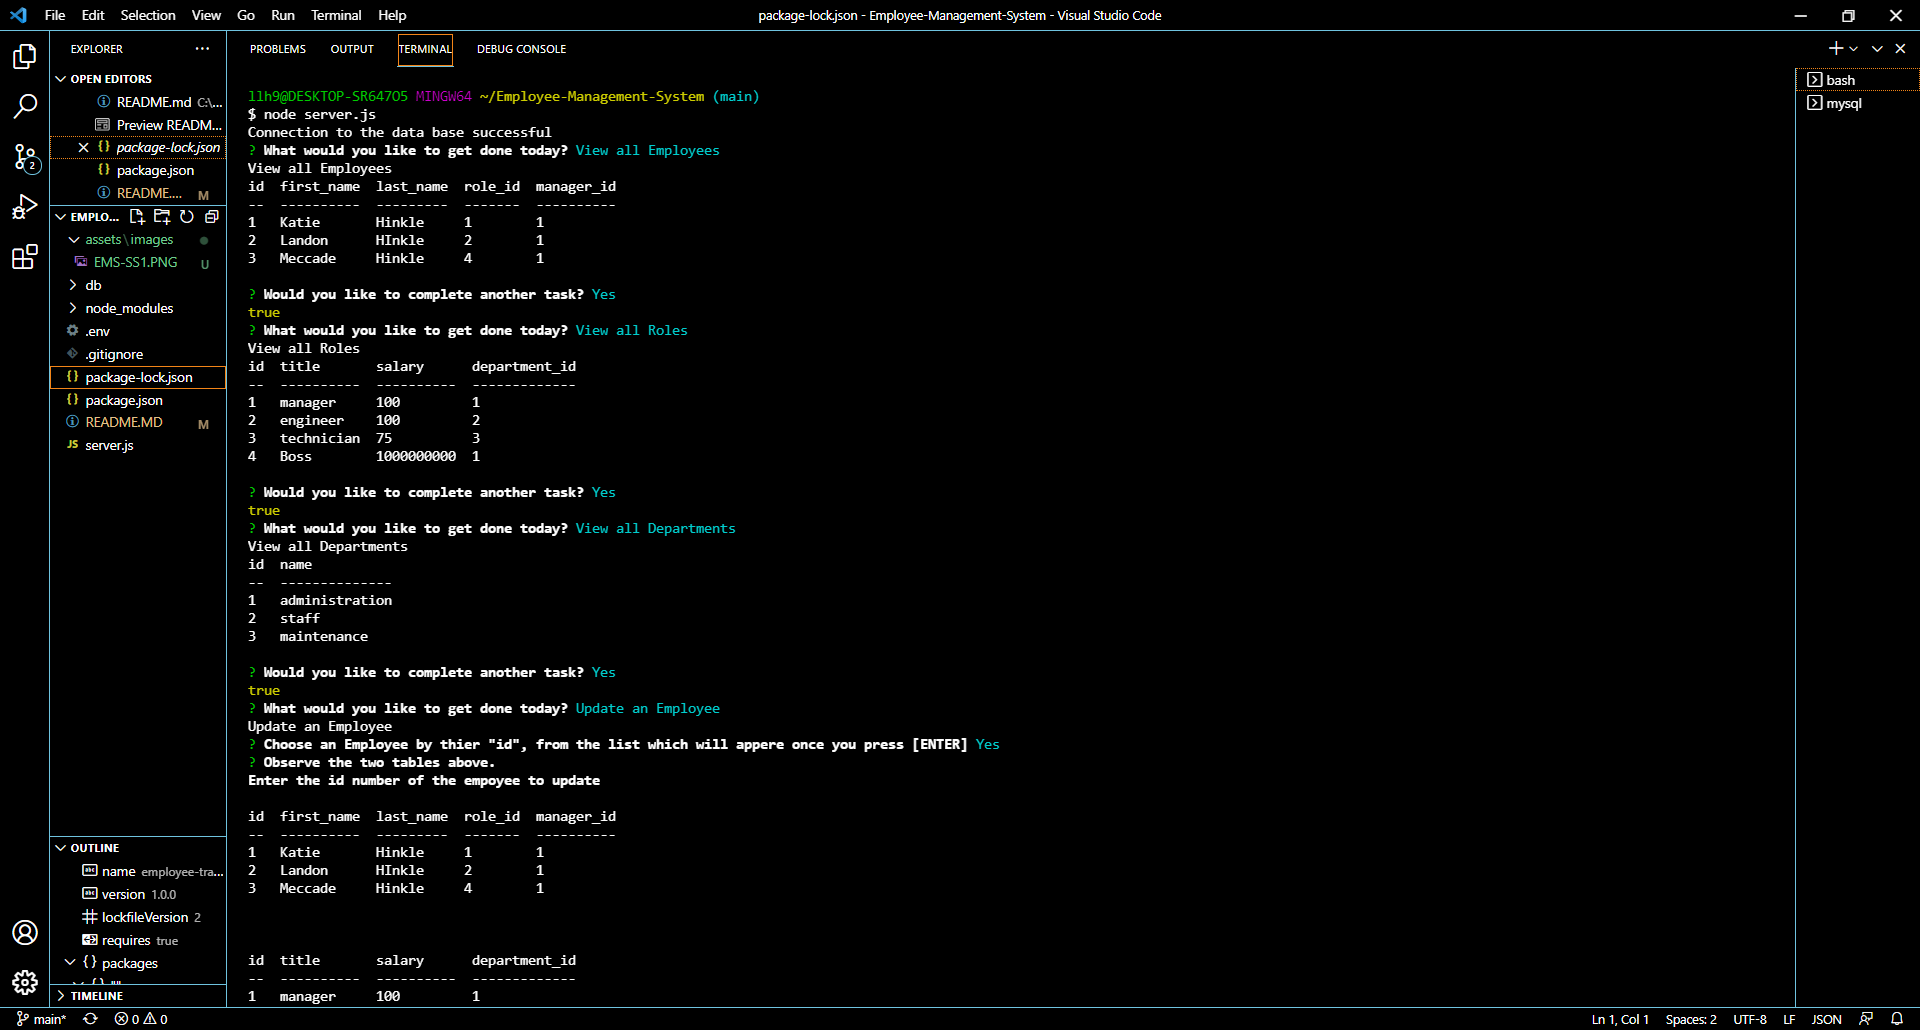 File Edit Selection View Go Run Terminal Help
package-lock.json - Employee-Management-System - Visual Studio Code
EXPLORER
OPEN EDITORS
README.md C:\...
Preview READM...
package-lock.json
package.json
README.... M
EMPLO...
assets\images
EMS-SS1.PNG U
db
node_modules
.env
.gitignore
package-lock.json
package.json
README.MD M
JS server.js
OUTLINE
name employee-tra...
version 1.0.0
lockfileVersion 2
requires true
{} packages
{} ""
TIMELINE
PROBLEMS OUTPUT TERMINAL DEBUG CONSOLE
llh9@DESKTOP-SR647O5 MINGW64 ~/Employee-Management-System (main)
$ node server.js
Connection to the data base successful
? What would you like to get done today? View all Employees
View all Employees
id first_name last_name role_id manager_id
-- ---------- --------- ------- ----------
1 Katie Hinkle 1 1
2 Landon HInkle 2 1
3 Meccade Hinkle 4 1
? Would you like to complete another task? Yes
true
? What would you like to get done today? View all Roles
View all Roles
id title salary department_id
-- ---------- ---------- -------------
1 manager 100 1
2 engineer 100 2
3 technician 75 3
4 Boss 1000000000 1
? Would you like to complete another task? Yes
true
? What would you like to get done today? View all Departments
View all Departments
id name
-- --------------
1 administration
2 staff
3 maintenance
? Would you like to complete another task? Yes
true
? What would you like to get done today? Update an Employee
Update an Employee
? Choose an Employee by thier "id", from the list which will appere once you press [ENTER] Yes
? Observe the two tables above.
Enter the id number of the empoyee to update
id first_name last_name role_id manager_id
-- ---------- --------- ------- ----------
1 Katie Hinkle 1 1
2 Landon HInkle 2 1
3 Meccade Hinkle 4 1
id title salary department_id
-- ---------- ---------- -------------
1 manager 100 1
bash
mysql
2
main* 0 0
Ln 1, Col 1 Spaces: 2 UTF-8 LF JSON